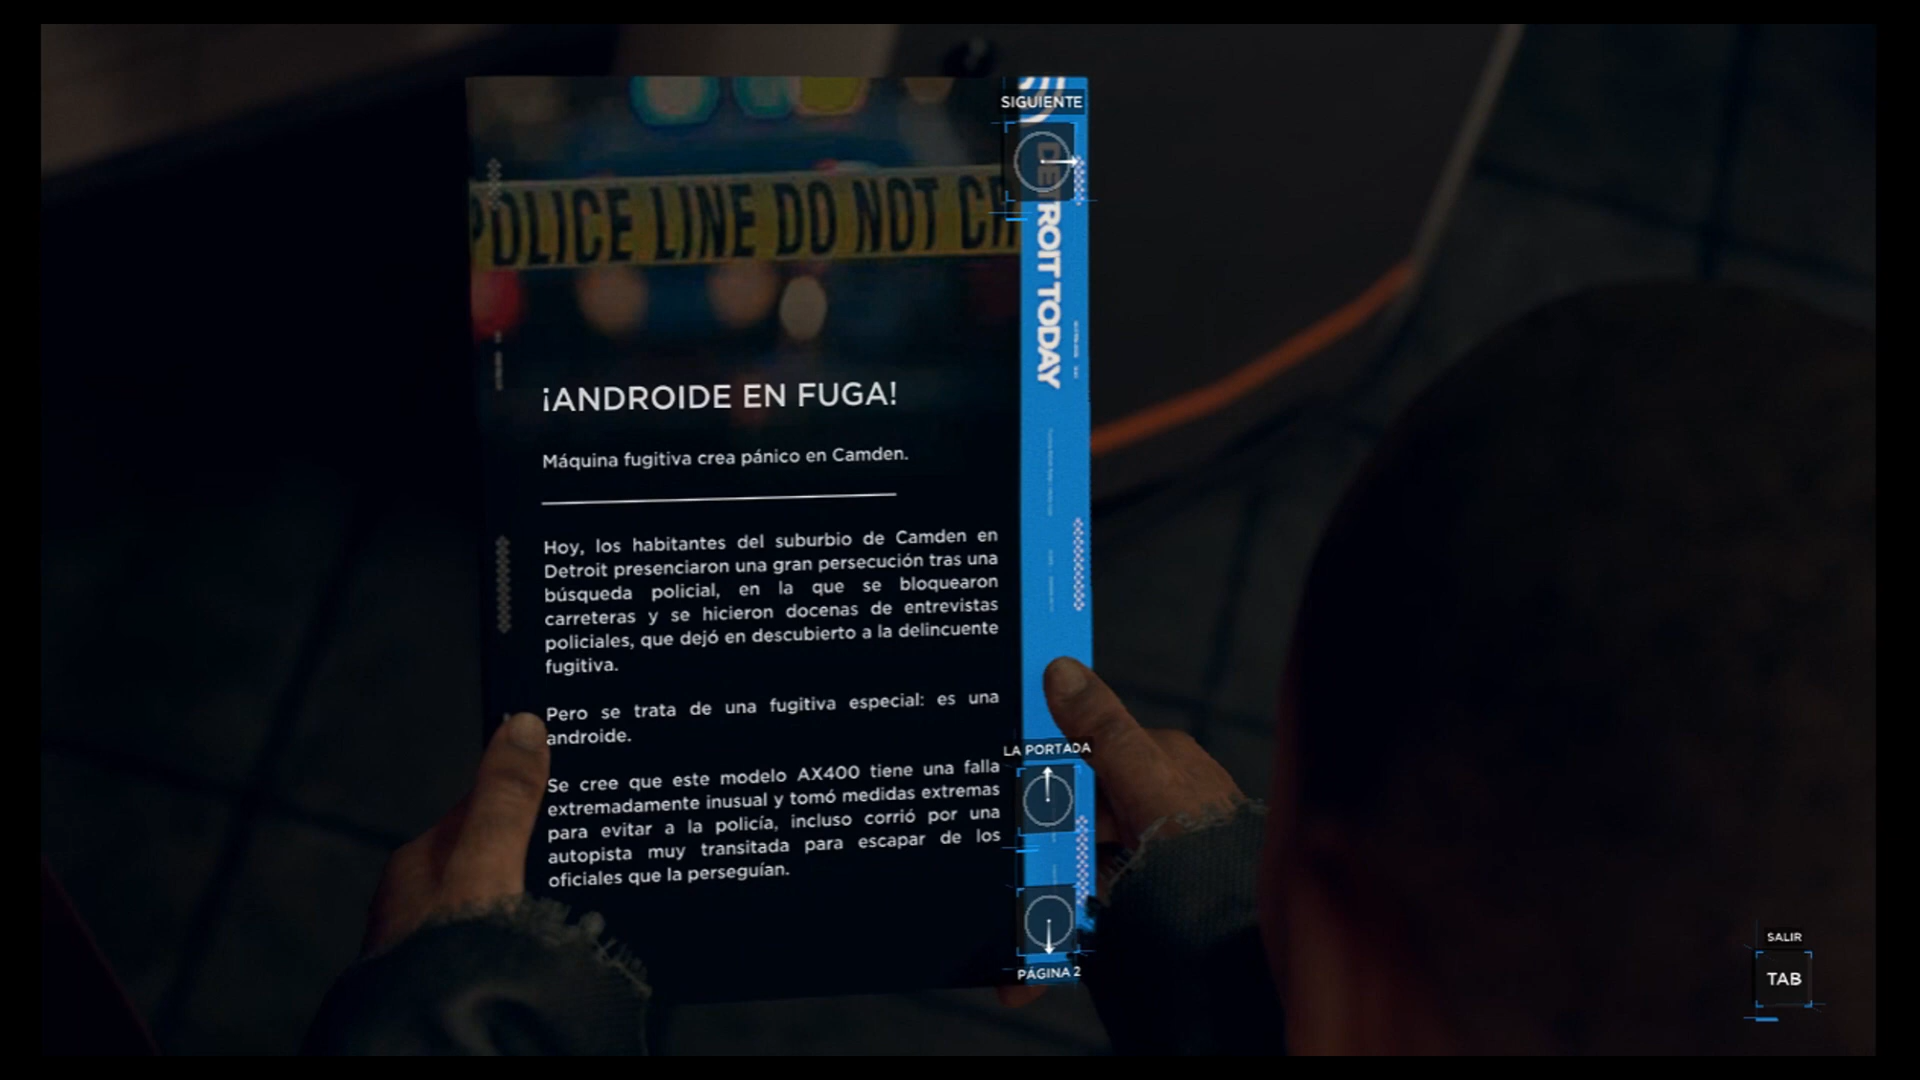 POLICE LINE DO NOT CR
SIGUIENTE
DETROIT TODAY
¡ANDROIDE EN FUGA!
Máquina fugitiva crea pánico en Camden.
Hoy, los habitantes del suburbio de Camden en
Detroit presenciaron una gran persecución tras una
búsqueda policial, en la que se bloquearon
carreteras y se hicieron docenas de entrevistas
policiales, que dejó en descubierto a la delincuente
fugitiva.
Pero se trata de una fugitiva especial: es una
androide.
Se cree que este modelo AX400 tiene una falla
extremadamente inusual y tomó medidas extremas
para evitar a la policía, incluso corrió por una
autopista muy transitada para escapar de los
oficiales que la perseguían.
LA PORTADA
PÁGINA 2
SALIR
TAB